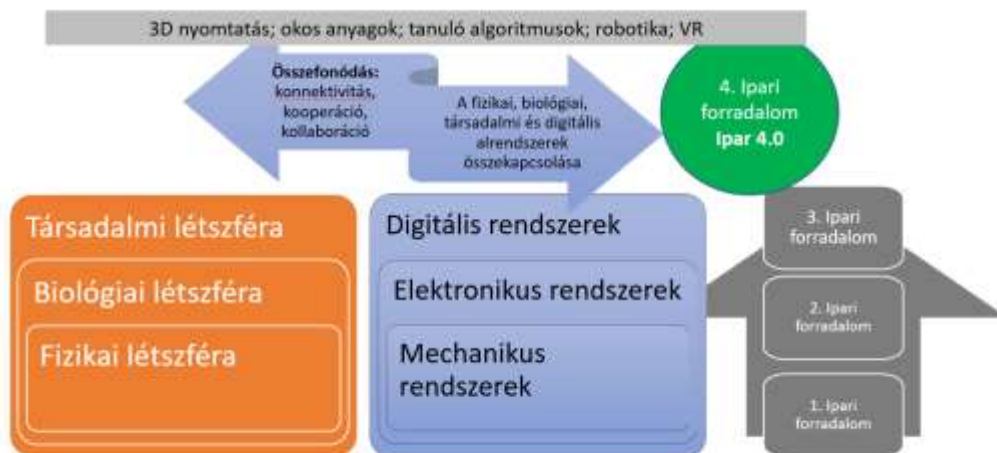 3D nyomtatás; okos anyagok; tanuló algoritmusok; robotika; VR
Összefonódás:
konnektivitás,
kooperáció,
kollaboráció
A fizikai, biológiai,
társadalmi és digitális
alrendszerek
összekapcsolása
4. Ipari
forradalom
Ipar 4.0
Társadalmi létszféra
Biológiai létszféra
Fizikai létszféra
Digitális rendszerek
Elektronikus rendszerek
Mechanikus
rendszerek
3. Ipari
forradalom
2. Ipari
forradalom
1. Ipari
forradalom